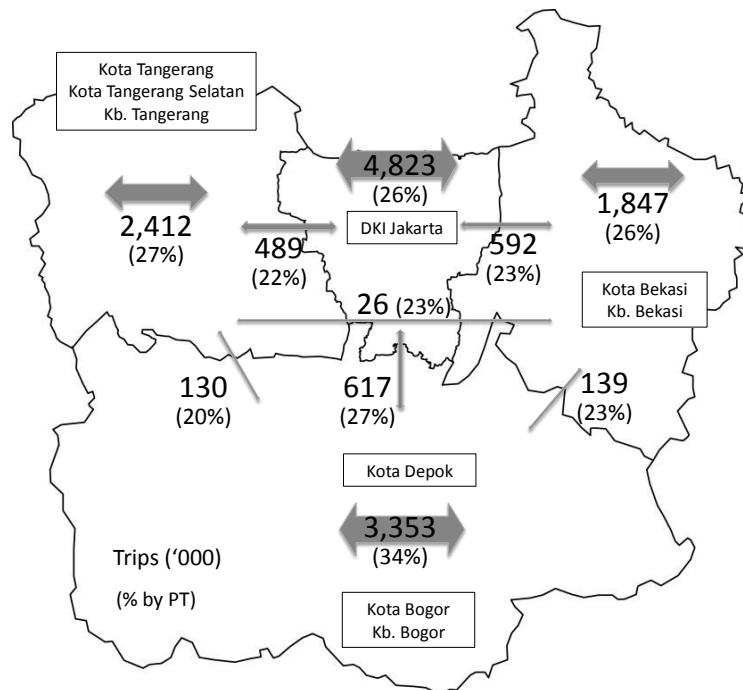 Kota Tangerang
Kota Tangerang Selatan
Kb. Tangerang
4,823
(26%)
2,412
(27%)
1,847
(26%)
DKI Jakarta
489
(22%)
592
(23%)
26 (23%)
Kota Bekasi
Kb. Bekasi
130
(20%)
617
(27%)
139
(23%)
Kota Depok
3,353
(34%)
Trips (‘000)
(% by PT)
Kota Bogor
Kb. Bogor